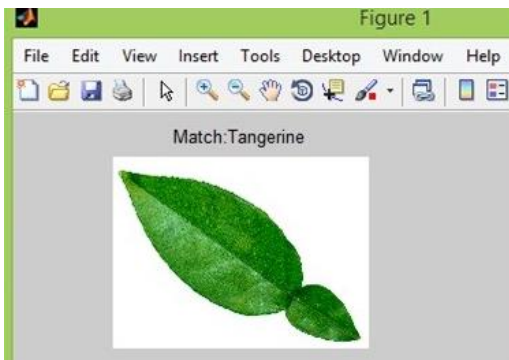 Figure 1
File Edit View Insert Tools Desktop Window Help
Match:Tangerine